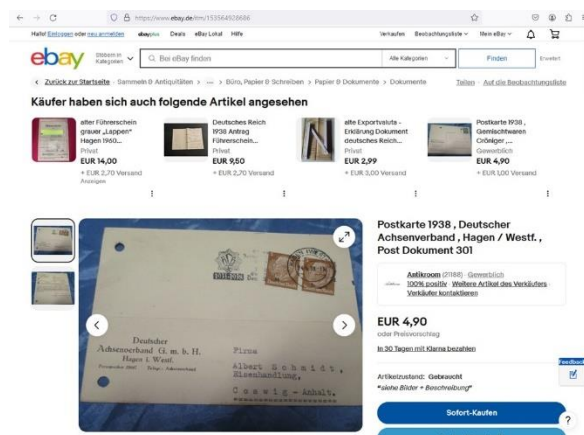 https://www.ebay.de/itm/153564928686
Hallo! Einloggen oder neu anmelden ebayplus Deals eBay Lokal Hilfe Verkaufen Beobachtungsliste Mein eBay
ebay Stöbern in Kategorien Bei eBay finden Alle Kategorien Finden Erweitert
Zurück zur Startseite Sammeln & Antiquitäten > ... > Büro, Papier & Schreiben > Papier & Dokumente > Dokumente Teilen Auf die Beobachtungsliste
Käufer haben sich auch folgende Artikel angesehen
alter Führerschein
grauer „Lappen"
Hagen 1960...
Privat
EUR 14,00
+ EUR 2,70 Versand
Anzeigen
Deutsches Reich
1938 Antrag
Führerschein...
Privat
EUR 9,50
+ EUR 2,70 Versand
alte Exportvaluta -
Erklärung Dokument
deutsches Reich...
Privat
EUR 2,99
+ EUR 3,00 Versand
Postkarte 1938 ,
Gemischtwaren
Cröniger , ...
Gewerblich
EUR 4,90
+ EUR 1,00 Versand
Deutscher
Achsenverband G. m. b. H.
Hagen i. Westf.
Firma
Albert Schmidt,
Eisenhandlung,
Coswig - Anhalt.
Postkarte 1938 , Deutscher
Achsenverband , Hagen / Westf. ,
Post Dokument 301
Antikroom (21188) · Gewerblich
100% positiv · Weitere Artikel des Verkäufers ·
Verkäufer kontaktieren
EUR 4,90
oder Preisvorschlag
In 30 Tagen mit Klarna bezahlen
Artikelzustand: Gebraucht
"siehe Bilder + Beschreibung"
Sofort-Kaufen
Feedback
?